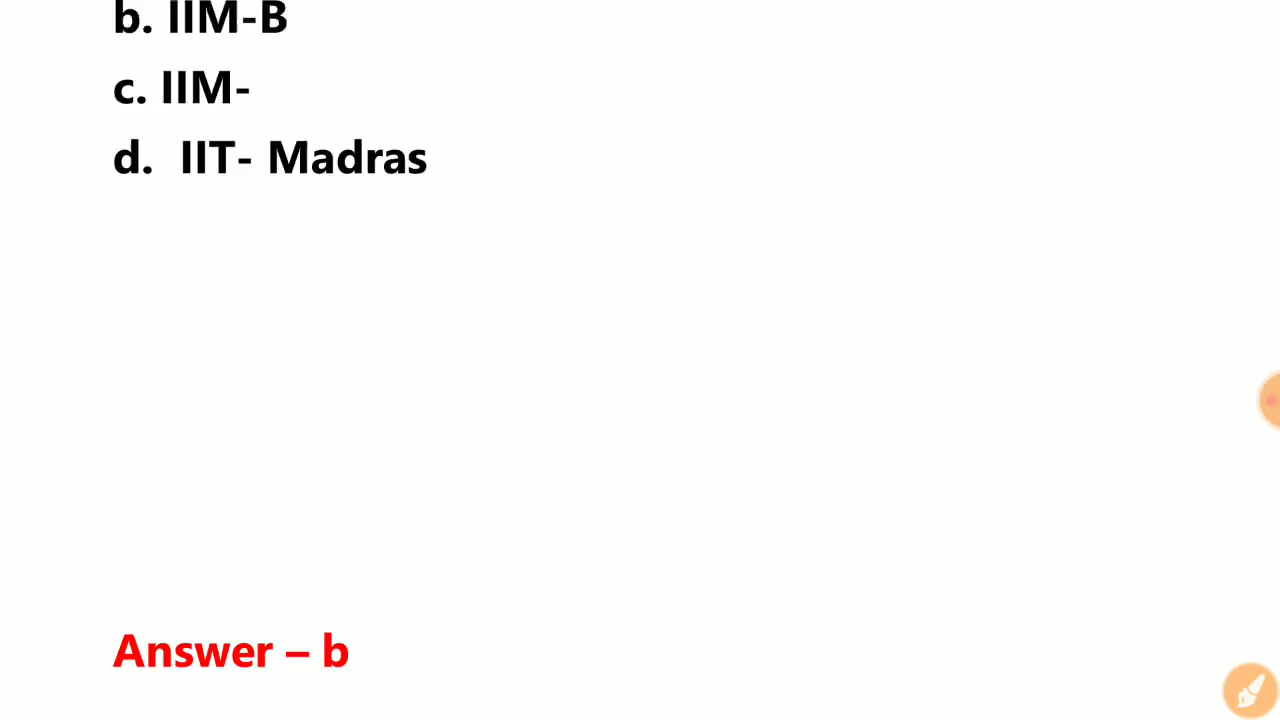 b. IIM-B
c. IIM-
d. IIT- Madras
Answer – b